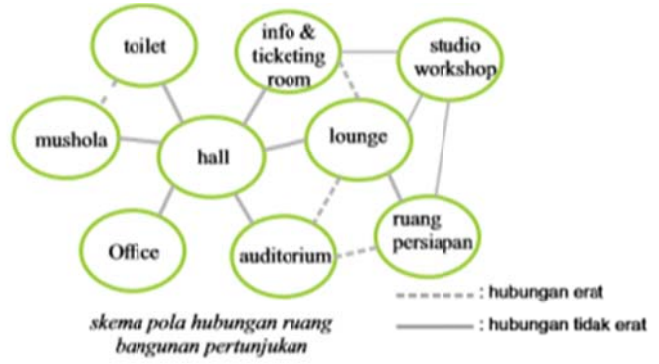 toilet
info &
ticketing
room
studio
workshop
mushola
hall
lounge
Office
auditorium
ruang
persiapan
: hubungan erat
: hubungan tidak erat
skema pola hubungan ruang
bangunan pertunjukan